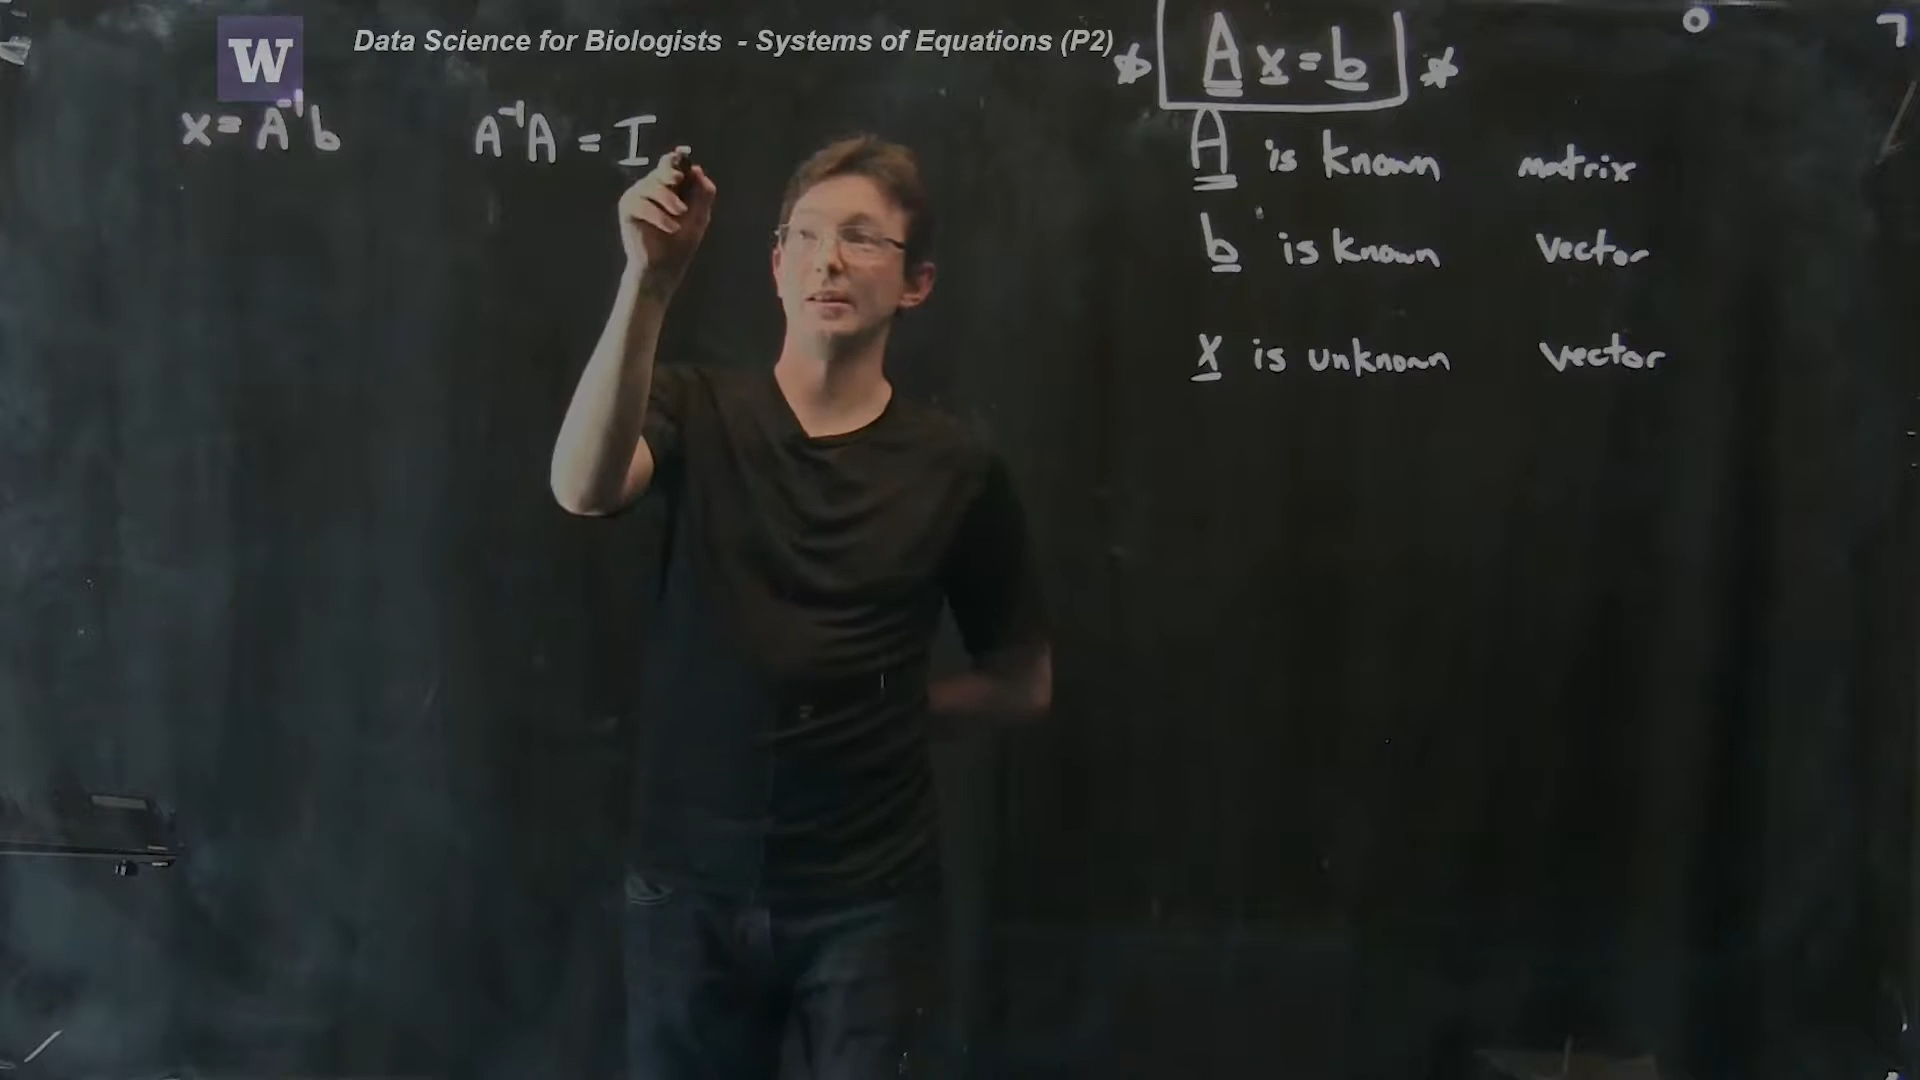 W
Data Science for Biologists - Systems of Equations (P2)
* A x = b *
x = A⁻¹b
A⁻¹A = I
A is known matrix
b is known vector
x is unknown vector